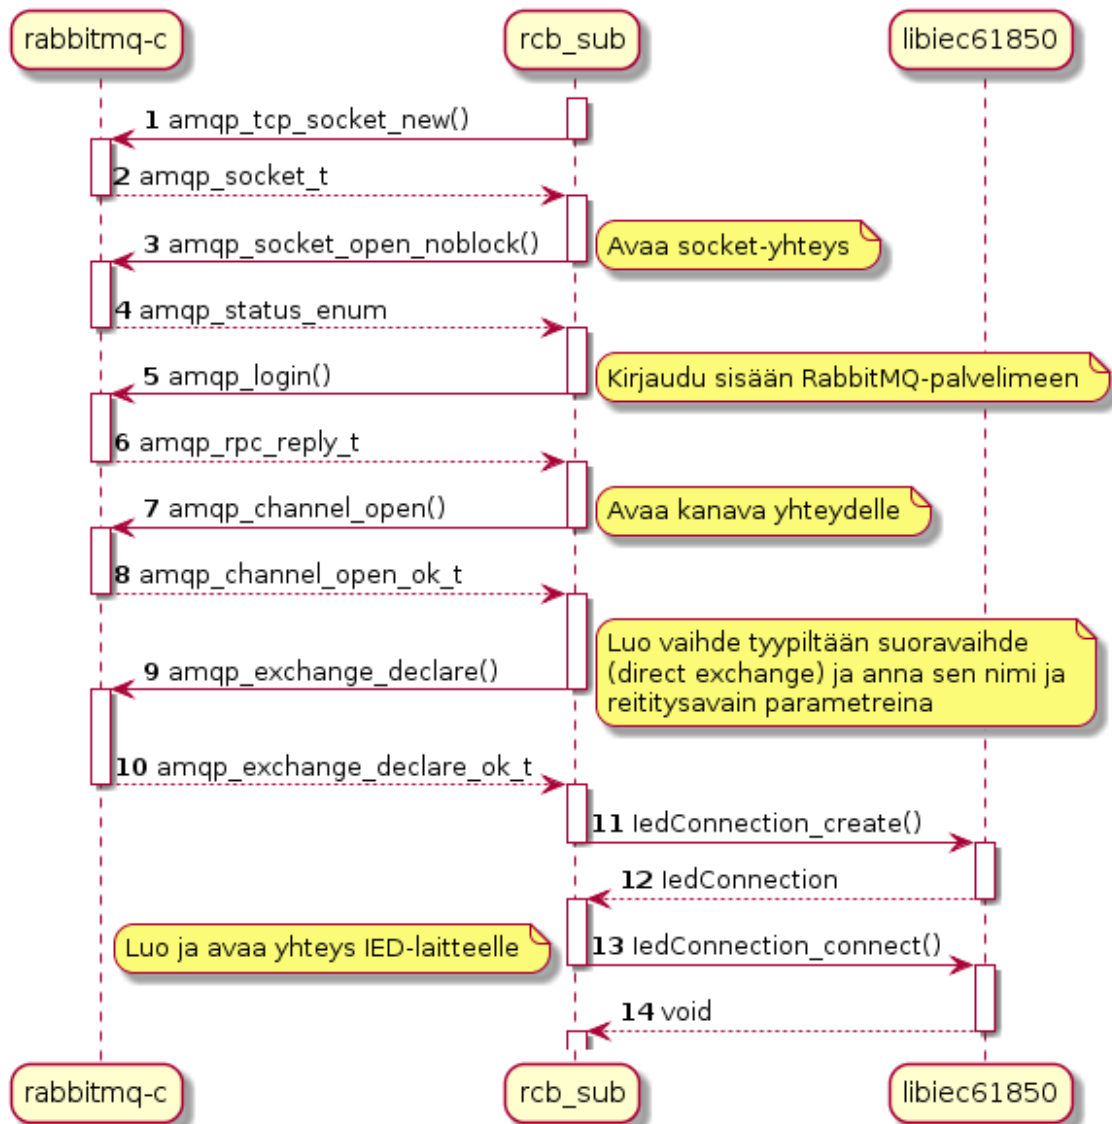 rabbitmq-c
rcb_sub
libiec61850
1 amqp_tcp_socket_new()
2 amqp_socket_t
3 amqp_socket_open_noblock()
Avaa socket-yhteys
4 amqp_status_enum
5 amqp_login()
Kirjaudu sisään RabbitMQ-palvelimeen
6 amqp_rpc_reply_t
7 amqp_channel_open()
Avaa kanava yhteydelle
8 amqp_channel_open_ok_t
9 amqp_exchange_declare()
Luo vaihde tyypiltään suoravaihde
(direct exchange) ja anna sen nimi ja
reititysavain parametreina
10 amqp_exchange_declare_ok_t
11 IedConnection_create()
12 IedConnection
Luo ja avaa yhteys IED-laitteelle
13 IedConnection_connect()
14 void
rabbitmq-c
rcb_sub
libiec61850